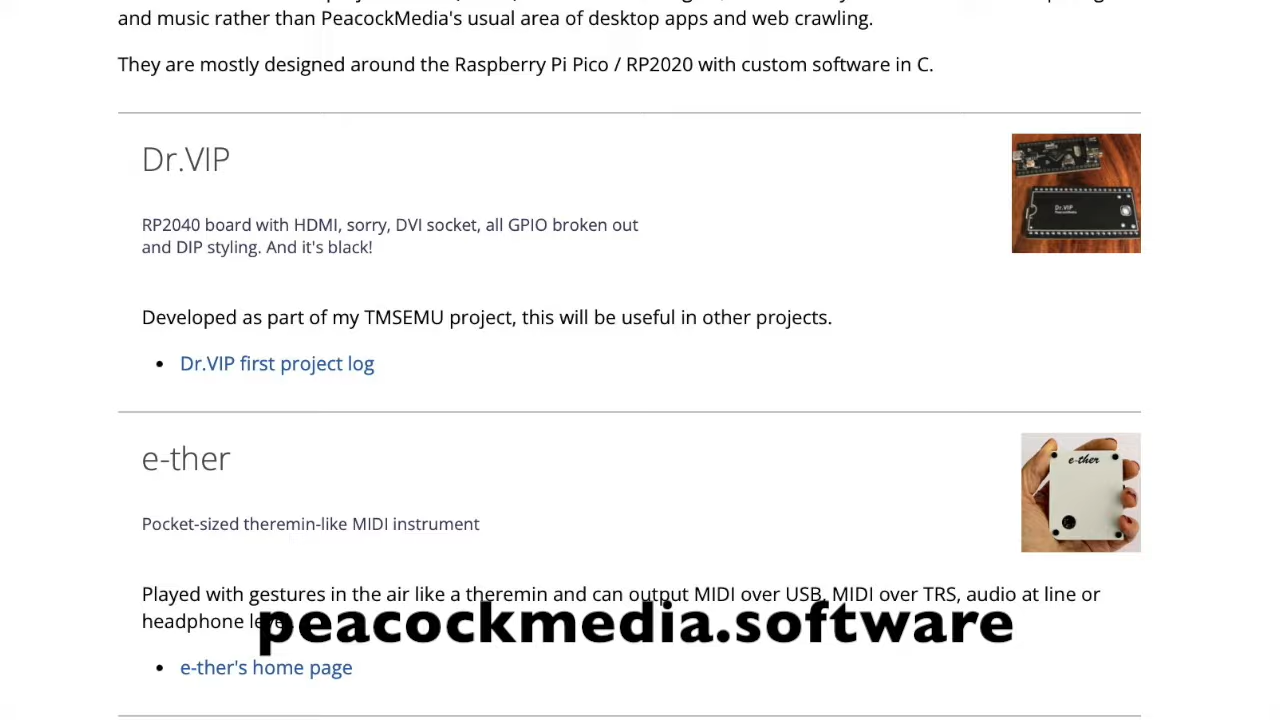 and music rather than PeacockMedia's usual area of desktop apps and web crawling.
They are mostly designed around the Raspberry Pi Pico / RP2020 with custom software in C.
Dr.VIP
RP2040 board with HDMI, sorry, DVI socket, all GPIO broken out
and DIP styling. And it's black!
Dr.VIP
PeacockMedia
Developed as part of my TMSEMU project, this will be useful in other projects.
• Dr.VIP first project log
e-ther
e-ther
Pocket-sized theremin-like MIDI instrument
Played with gestures in the air like a theremin and can output MIDI over USB, MIDI over TRS, audio at line or
headphone
peacockmedia.software
• e-ther's home page